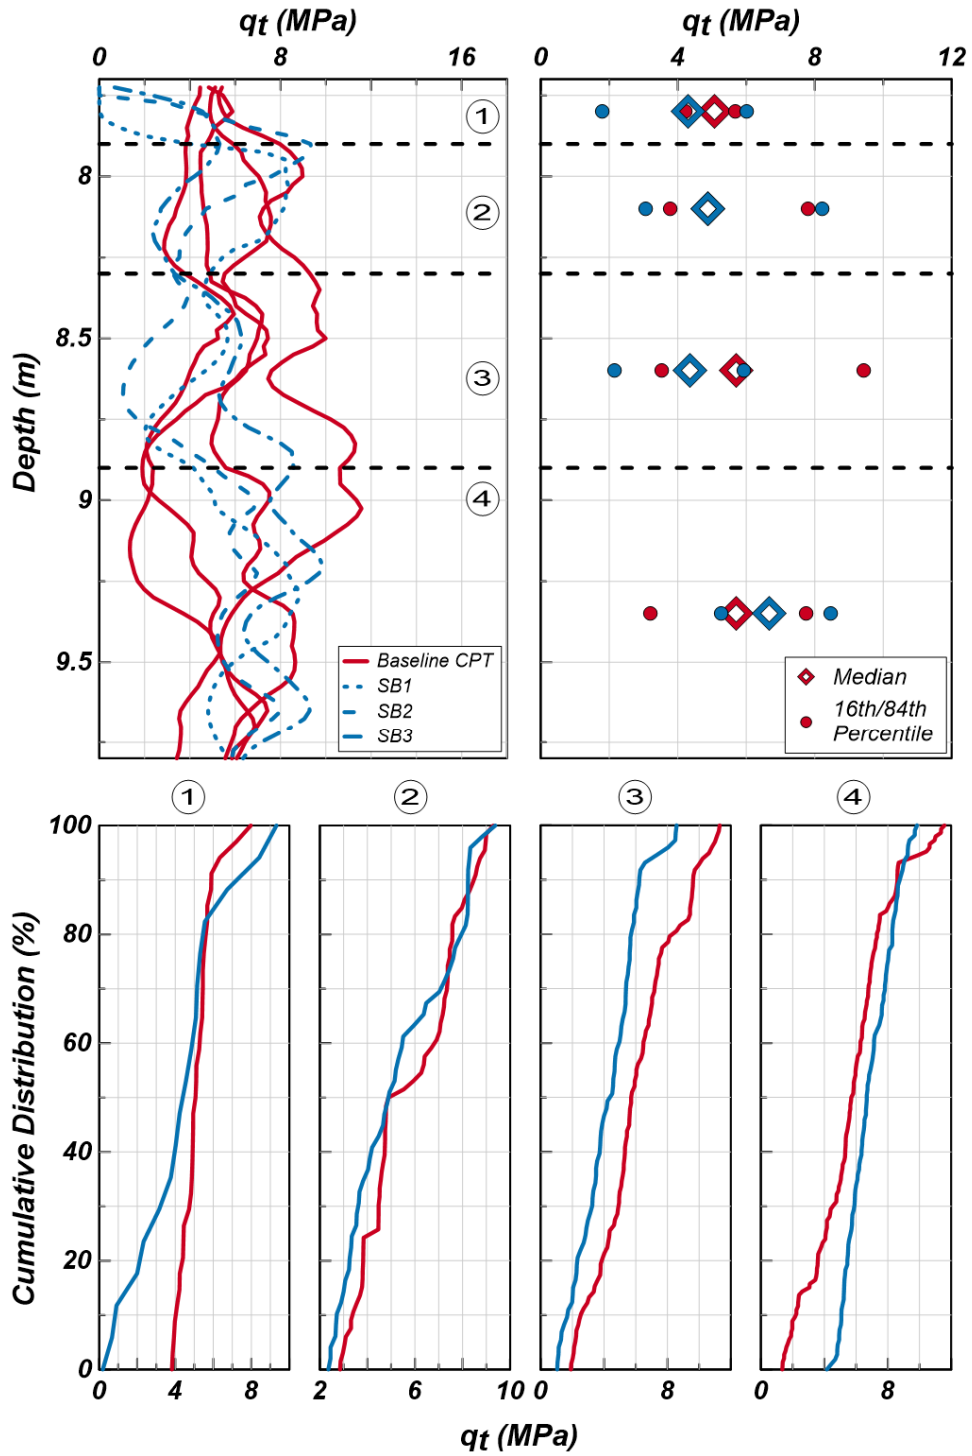 qt (MPa)
qt (MPa)
0 8 16
0 4 8 12
Depth (m)
8
8.5
9
9.5
1
2
3
4
Baseline CPT
SB1
SB2
SB3
Median
16th/84th
Percentile
1
2
3
4
Cumulative Distribution (%)
100
80
60
40
20
0
0 4 8
2 6 10
0 8
0 8
qt (MPa)